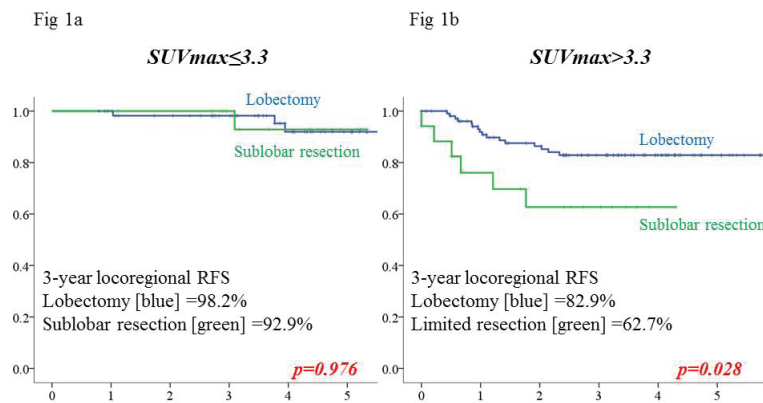 Fig 1a
SUVmax≤3.3
1.0
0.8
0.6
0.4
0.2
0.0
Lobectomy
Sublobar resection
3-year locoregional RFS
Lobectomy [blue] =98.2%
Sublobar resection [green] =92.9%
p=0.976
0 1 2 3 4 5
Fig 1b
SUVmax>3.3
1.0
0.8
0.6
0.4
0.2
0.0
Lobectomy
Sublobar resection
3-year locoregional RFS
Lobectomy [blue] =82.9%
Limited resection [green] =62.7%
p=0.028
0 1 2 3 4 5